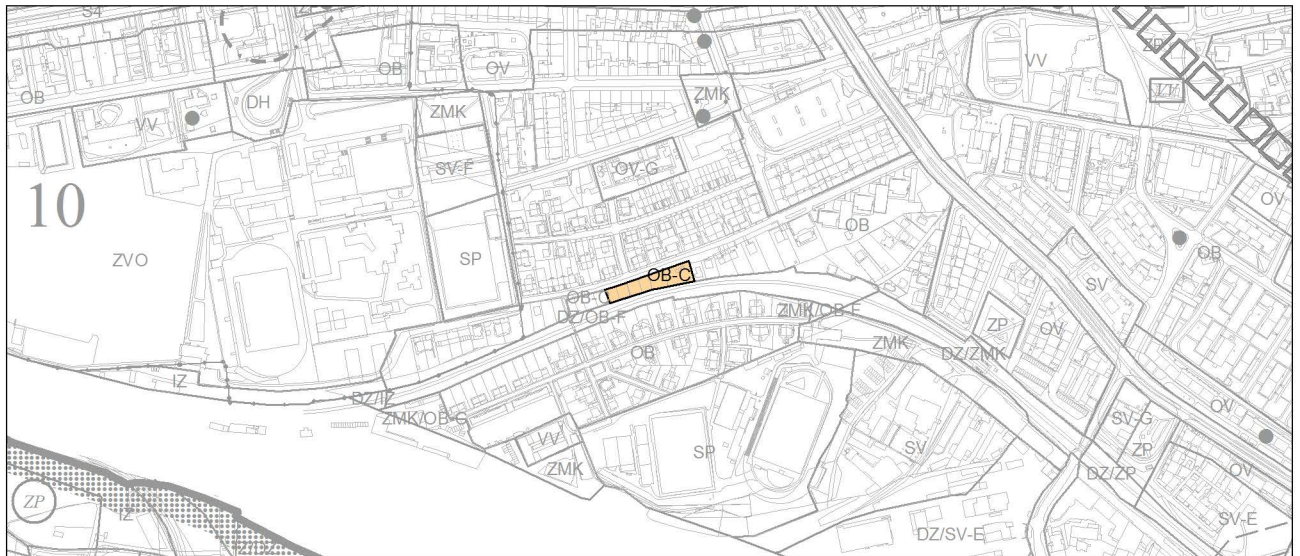 S4
OB
OB
OV
VV
DH
ZMK
ZMK
VV
VV
SV-F
OV-G
10
ZVO
SP
OB
OB-C
OV
OB
SV
DZ/OB-F
ZMK/OB-F
ZP
OV
OB
ZMK
DZ/ZMK
IZ
DZ/IZ
ZMK/OB-G
SV-G
OV
VV
SP
SV
ZP
OV
ZMK
DZ/ZP
ZP
IZ
SV-E
DZ/SV-E